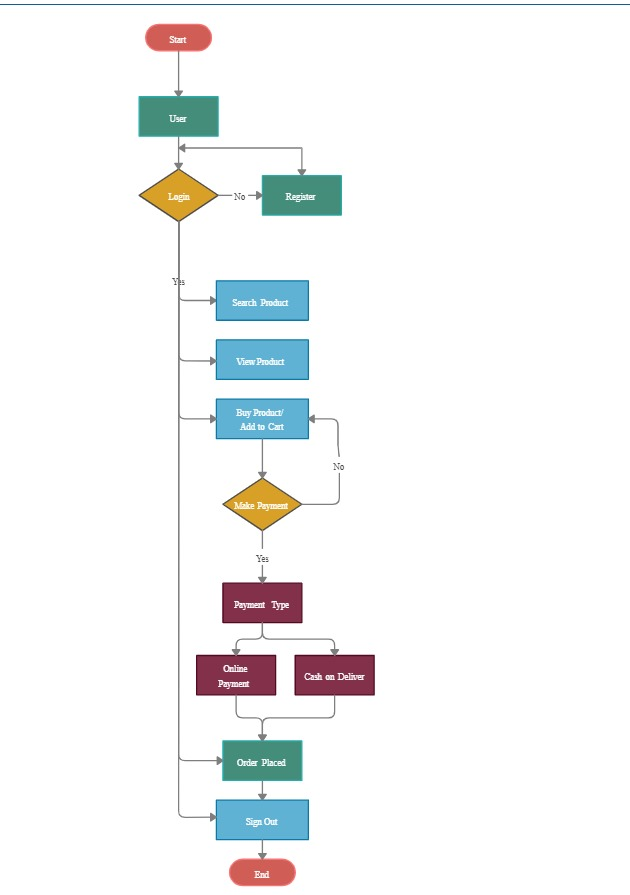 Start
User
Login
No
Register
Yes
Search Product
View Product
Buy Product/
Add to Cart
No
Make Payment
Yes
Payment Type
Online
Payment
Cash on Deliver
Order Placed
Sign Out
End